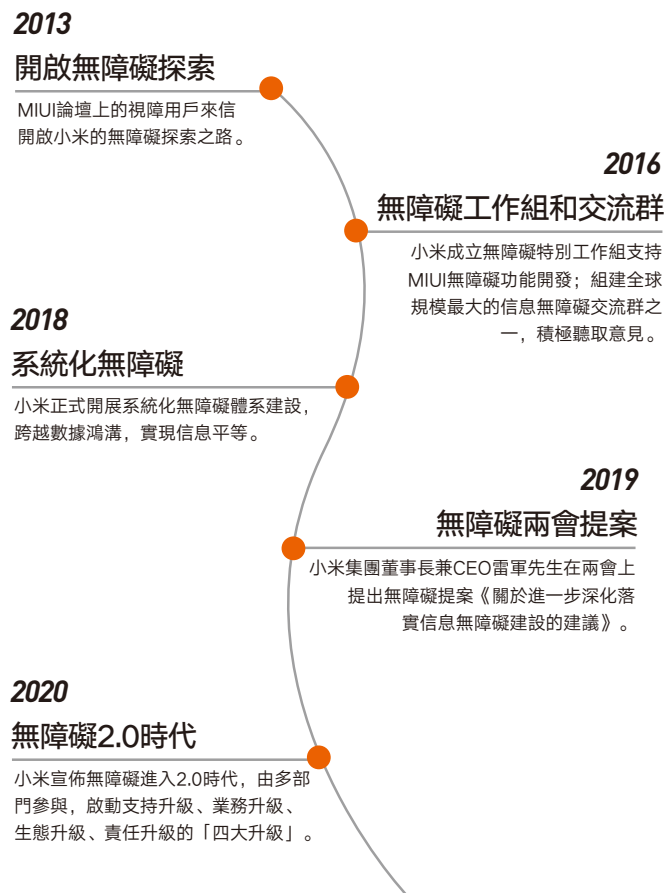 2013
開啟無障礙探索
MIUI論壇上的視障用戶來信
開啟小米的無障礙探索之路。
2016
無障礙工作組和交流群
小米成立無障礙特別工作組支持
MIUI無障礙功能開發；組建全球
規模最大的信息無障礙交流群之
一，積極聽取意見。
2018
系統化無障礙
小米正式開展系統化無障礙體系建設，
跨越數據鴻溝，實現信息平等。
2019
無障礙兩會提案
小米集團董事長兼CEO雷軍先生在兩會上
提出無障礙提案《關於進一步深化落
實信息無障礙建設的建議》。
2020
無障礙2.0時代
小米宣佈無障礙進入2.0時代，由多部
門參與，啟動支持升級、業務升級、
生態升級、責任升級的「四大升級」。